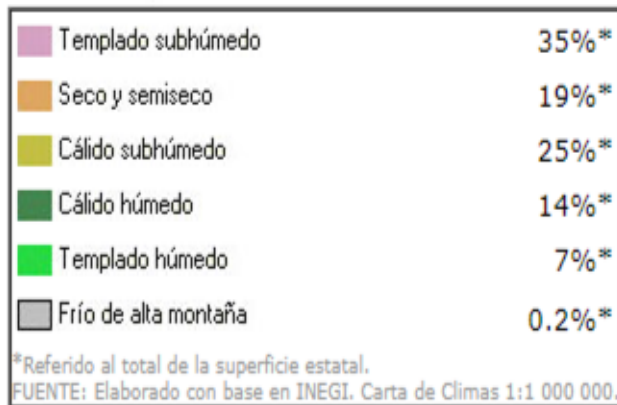 Templado subhúmedo 35%*
Seco y semiseco 19%*
Cálido subhúmedo 25%*
Cálido húmedo 14%*
Templado húmedo 7%*
Frío de alta montaña 0.2%*
*Referido al total de la superficie estatal.
FUENTE: Elaborado con base en INEGI. Carta de Climas 1:1 000 000.